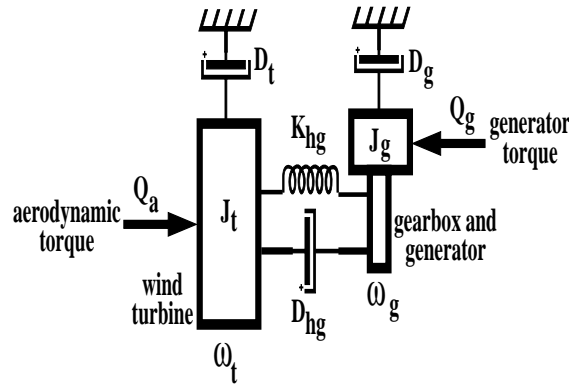 D_t
D_g
K_hg
Q_g
generator
torque
J_g
Q_a
aerodynamic
torque
J_t
gearbox and
generator
wind
turbine
D_hg
ω_g
ω_t